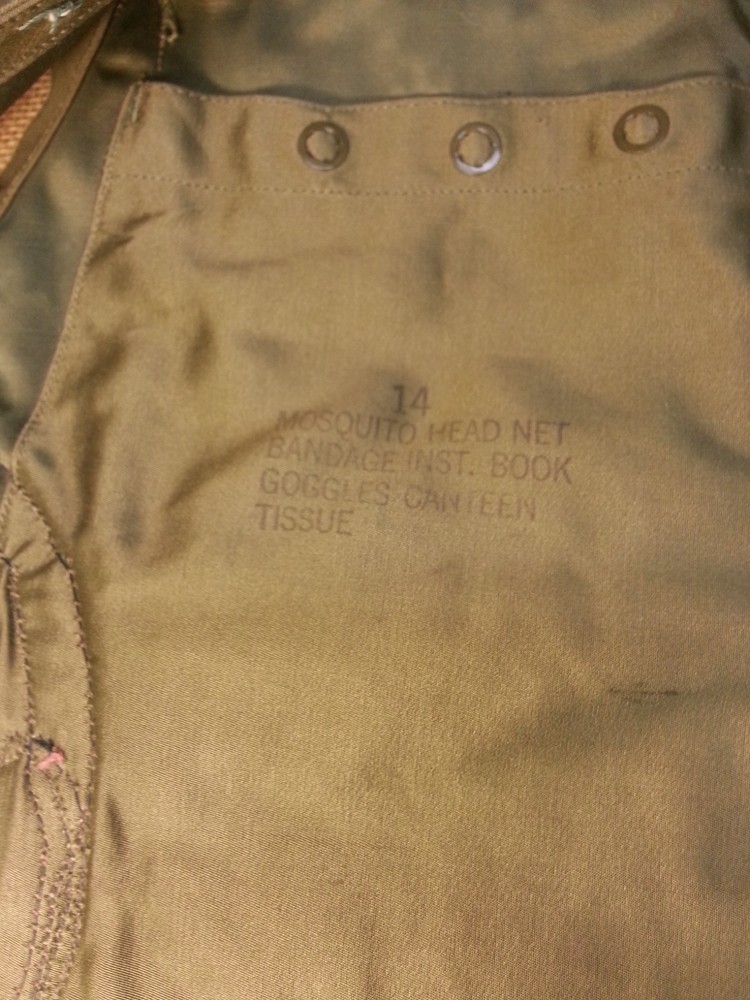 14
MOSQUITO HEAD NET
BANDAGE INST. BOOK
GOGGLES CANTEEN
TISSUE